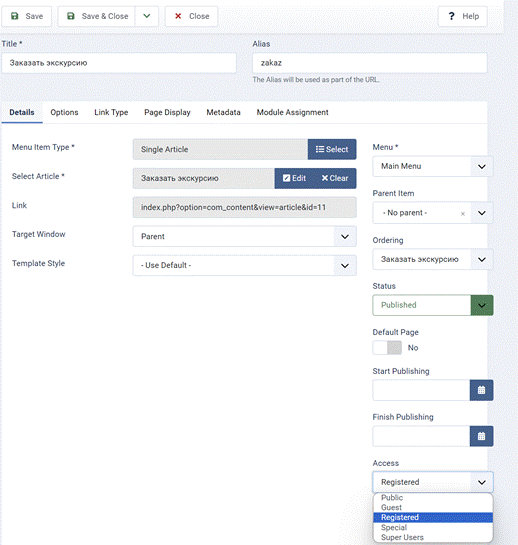 Save
Save & Close
Close
? Help
Title *
Alias
Заказать экскурсию
zakaz
The Alias will be used as part of the URL.
Details
Options
Link Type
Page Display
Metadata
Module Assignment
Menu Item Type *
Single Article
Select
Select Article *
Заказать экскурсию
Edit
Clear
Link
index.php?option=com_content&view=article&id=11
Target Window
Parent
Template Style
- Use Default -
Menu *
Main Menu
Parent Item
- No parent -
×
Ordering
Заказать экскурсию
Status
Published
Default Page
No
Start Publishing
Finish Publishing
Access
Registered
Public
Guest
Registered
Special
Super Users